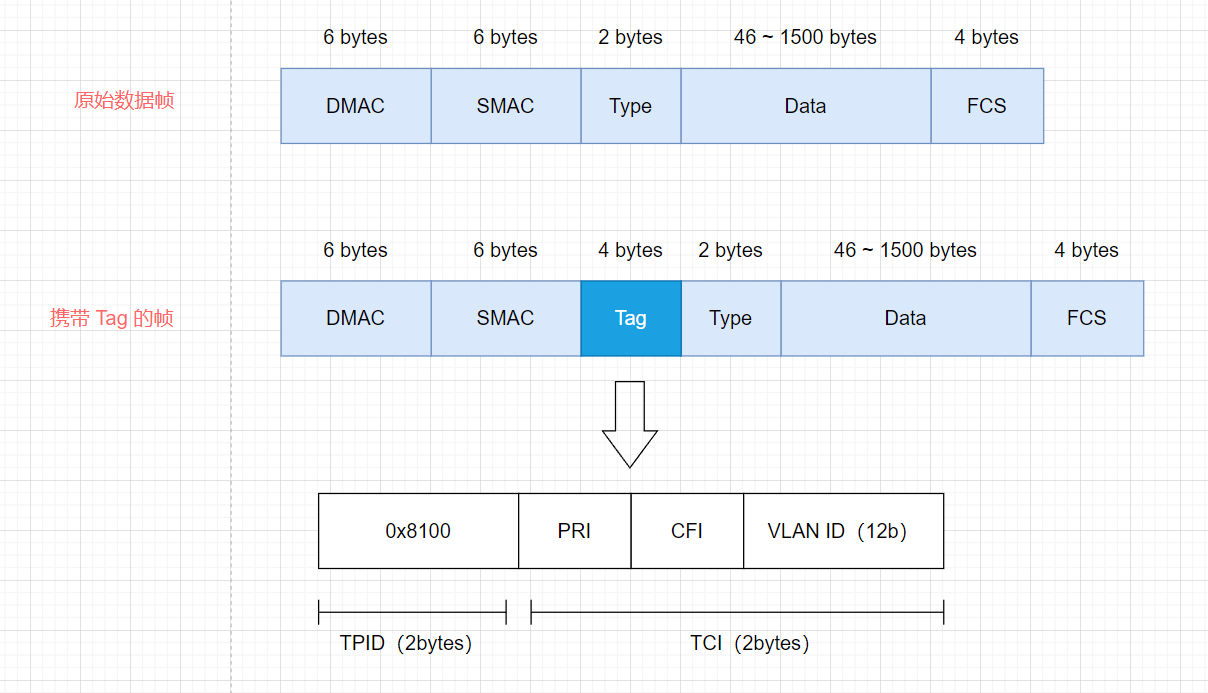 6 bytes 6 bytes 2 bytes 46 ~ 1500 bytes 4 bytes
原始数据帧 DMAC SMAC Type Data FCS
6 bytes 6 bytes 4 bytes 2 bytes 46 ~ 1500 bytes 4 bytes
携带 Tag 的帧 DMAC SMAC Tag Type Data FCS
0x8100 PRI CFI VLAN ID（12b）
TPID（2bytes） TCI（2bytes）